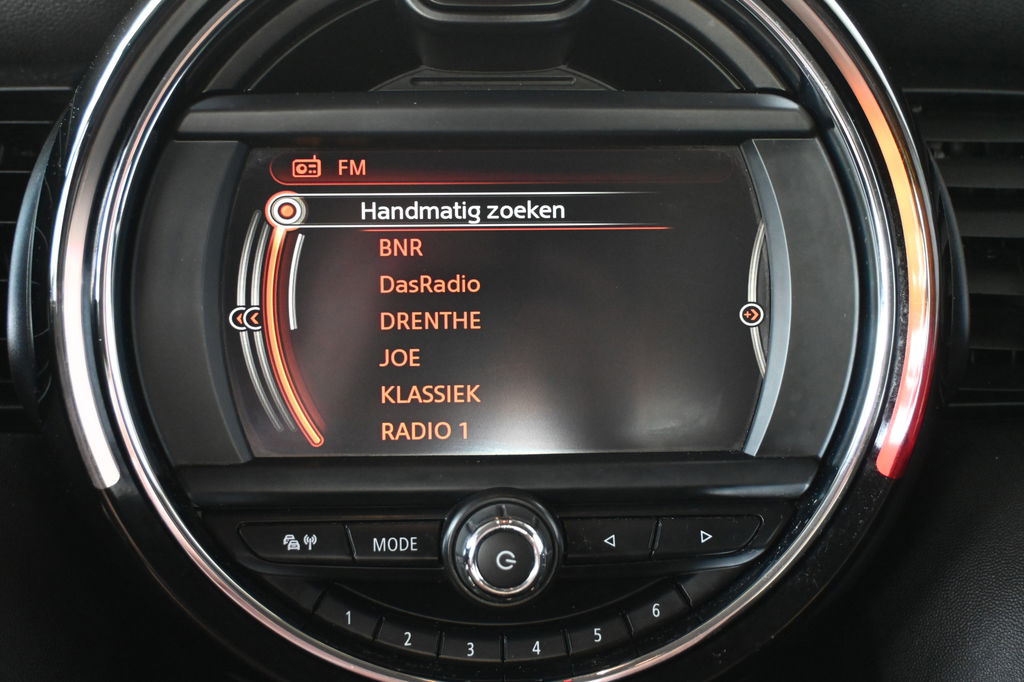 FM
Handmatig zoeken
BNR
DasRadio
DRENTHE
JOE
KLASSIEK
RADIO 1
MODE
1 2 3 4 5 6